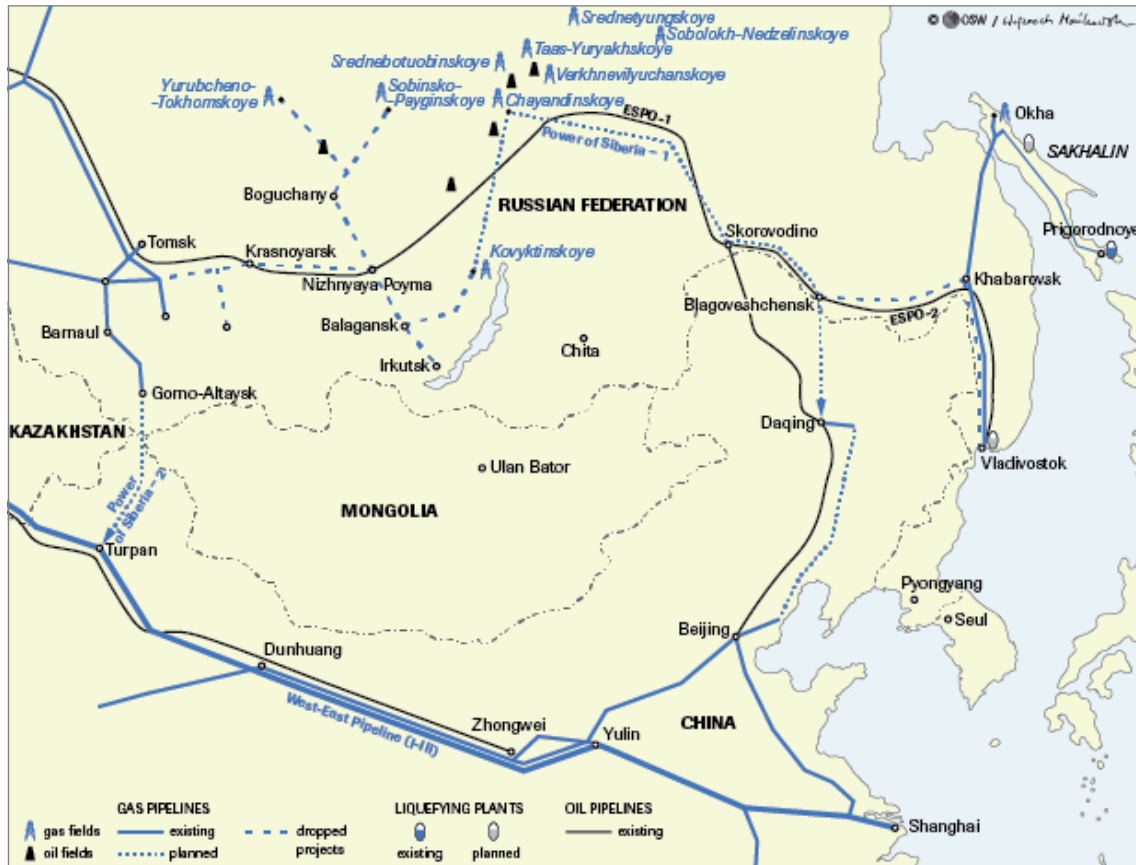 © OSW /
Srednetyungskoye
Sobolokh-Nedzelinskoye
Taas-Yuryakhskoye
Srednebotuobinskoye
Verkhnevilyuchanskoye
Yurubcheno-
-Tokhomskoye
Sobinsko-
-Payginskoye
Chayandinskoye
ESPO-1
Power of Siberia – 1
Okha
SAKHALIN
Boguchany
RUSSIAN FEDERATION
Tomsk
Krasnoyarsk
Kovyktinskoye
Skorovodino
Prigorodnoye
Nizhnyaya Poyma
Khabarovsk
Blagoveshchensk
ESPO-2
Barnaul
Balagansk
Chita
Irkutsk
Gorno-Altaysk
KAZAKHSTAN
Daqing
Ulan Bator
Vladivostok
Power
of Siberia – 2
MONGOLIA
Turpan
Pyongyang
Seul
Beijing
Dunhuang
West-East Pipeline (I-III)
Zhongwei
Yulin
CHINA
Shanghai
GAS PIPELINES
LIQUEFYING PLANTS
OIL PIPELINES
gas fields
existing
dropped
projects
existing
planned
existing
oil fields
planned